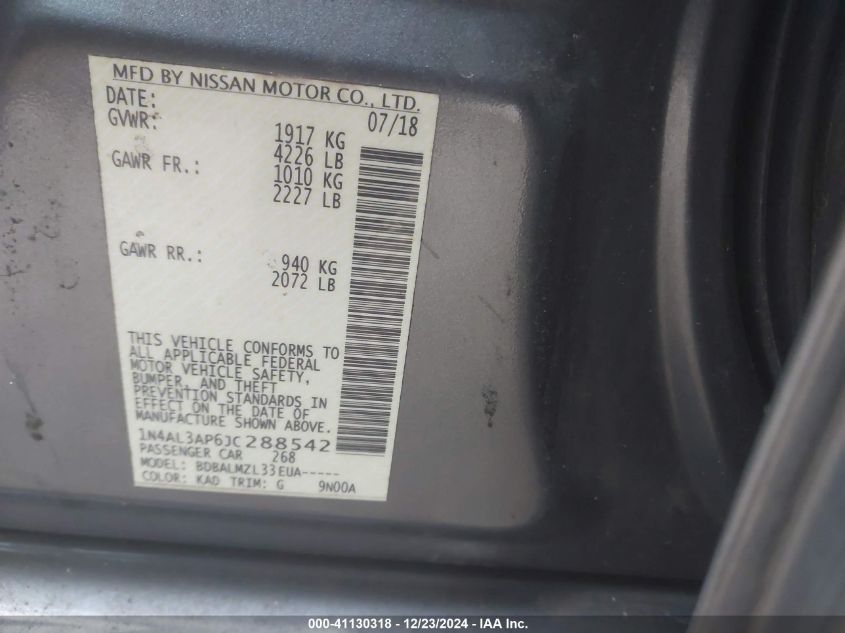 MFD BY NISSAN MOTOR CO., LTD.
DATE: 07/18
GVWR: 1917 KG
4226 LB
GAWR FR.: 1010 KG
2227 LB
GAWR RR.: 940 KG
2072 LB
THIS VEHICLE CONFORMS TO
ALL APPLICABLE FEDERAL
MOTOR VEHICLE SAFETY,
BUMPER, AND THEFT
PREVENTION STANDARDS IN
EFFECT ON THE DATE OF
MANUFACTURE SHOWN ABOVE.
1N4AL3AP6JC288542
PASSENGER CAR 268
MODEL: BDBALMZL33EUA-----
COLOR: KAD TRIM: G 9N00A
000-41130318 - 12/23/2024 - IAA Inc.